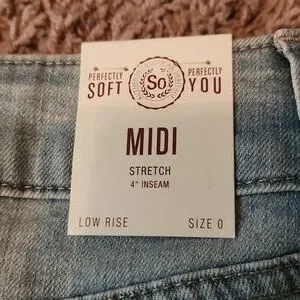 PERFECTLY SOFT
So
PERFECTLY YOU
MIDI
STRETCH
4" INSEAM
LOW RISE SIZE 0